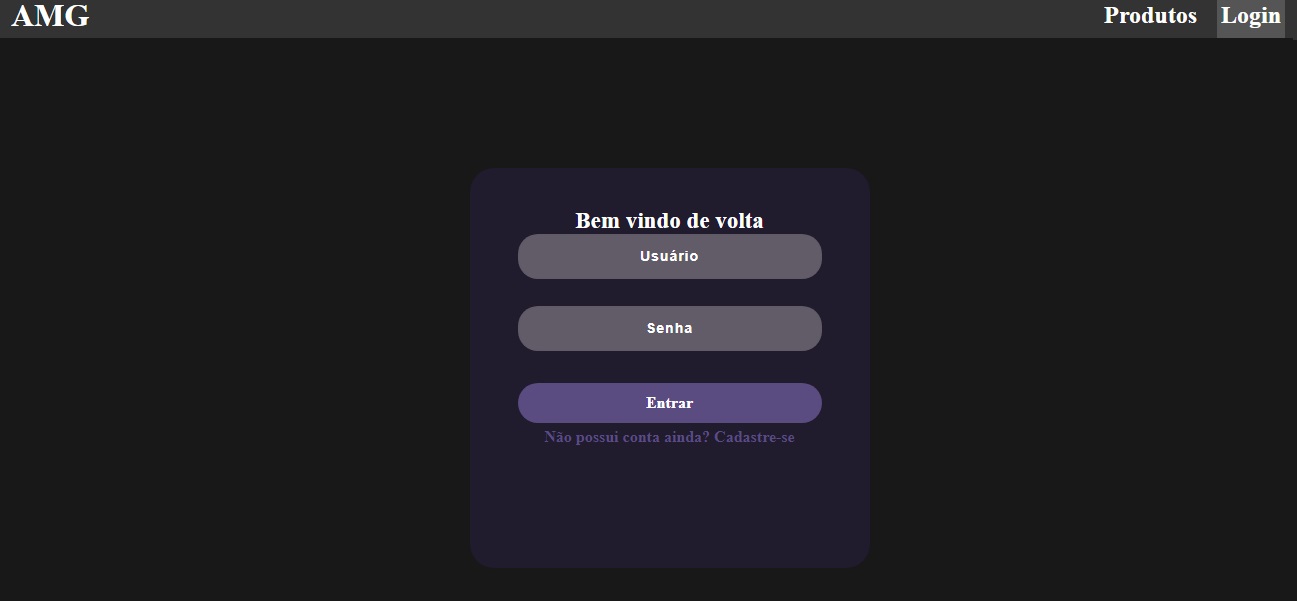 AMG
Produtos
Login
Bem vindo de volta
Usuário
Senha
Entrar
Não possui conta ainda? Cadastre-se